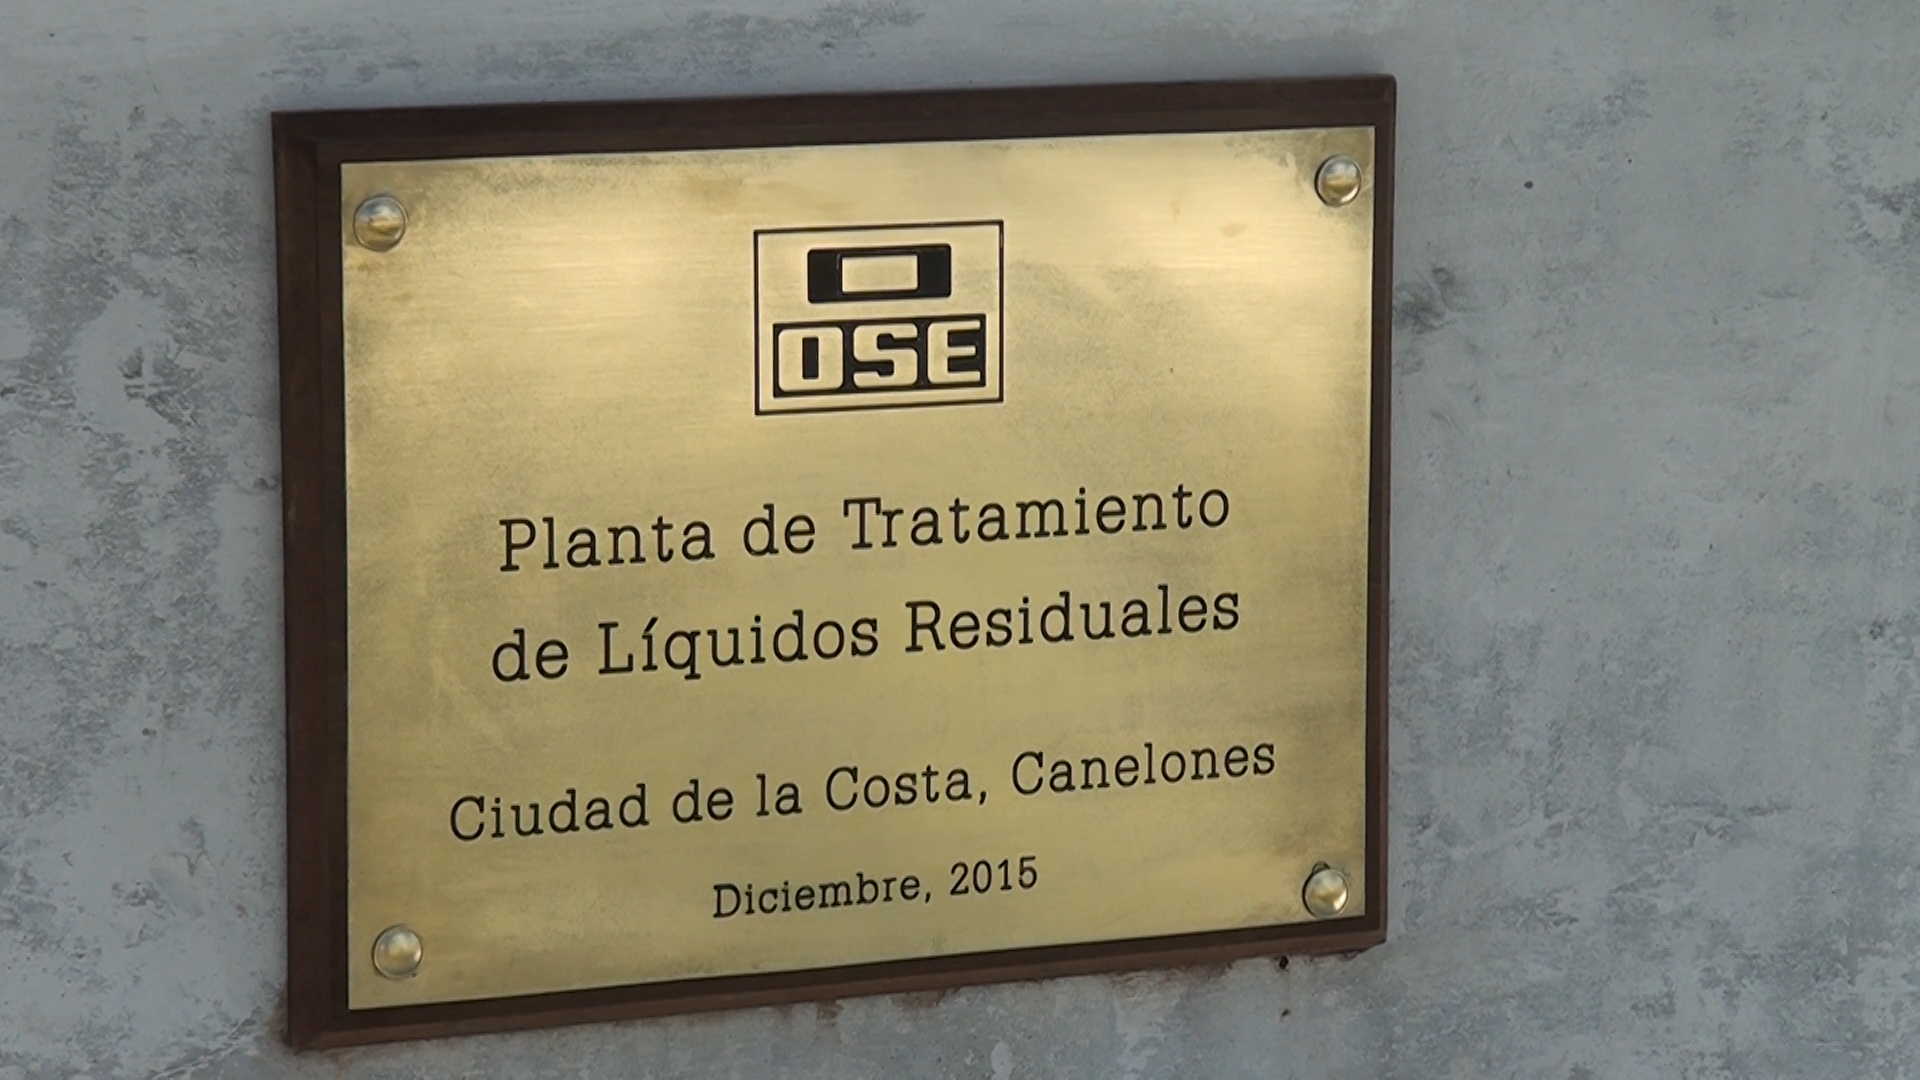 OSE
Planta de Tratamiento
de Líquidos Residuales
Ciudad de la Costa, Canelones
Diciembre, 2015